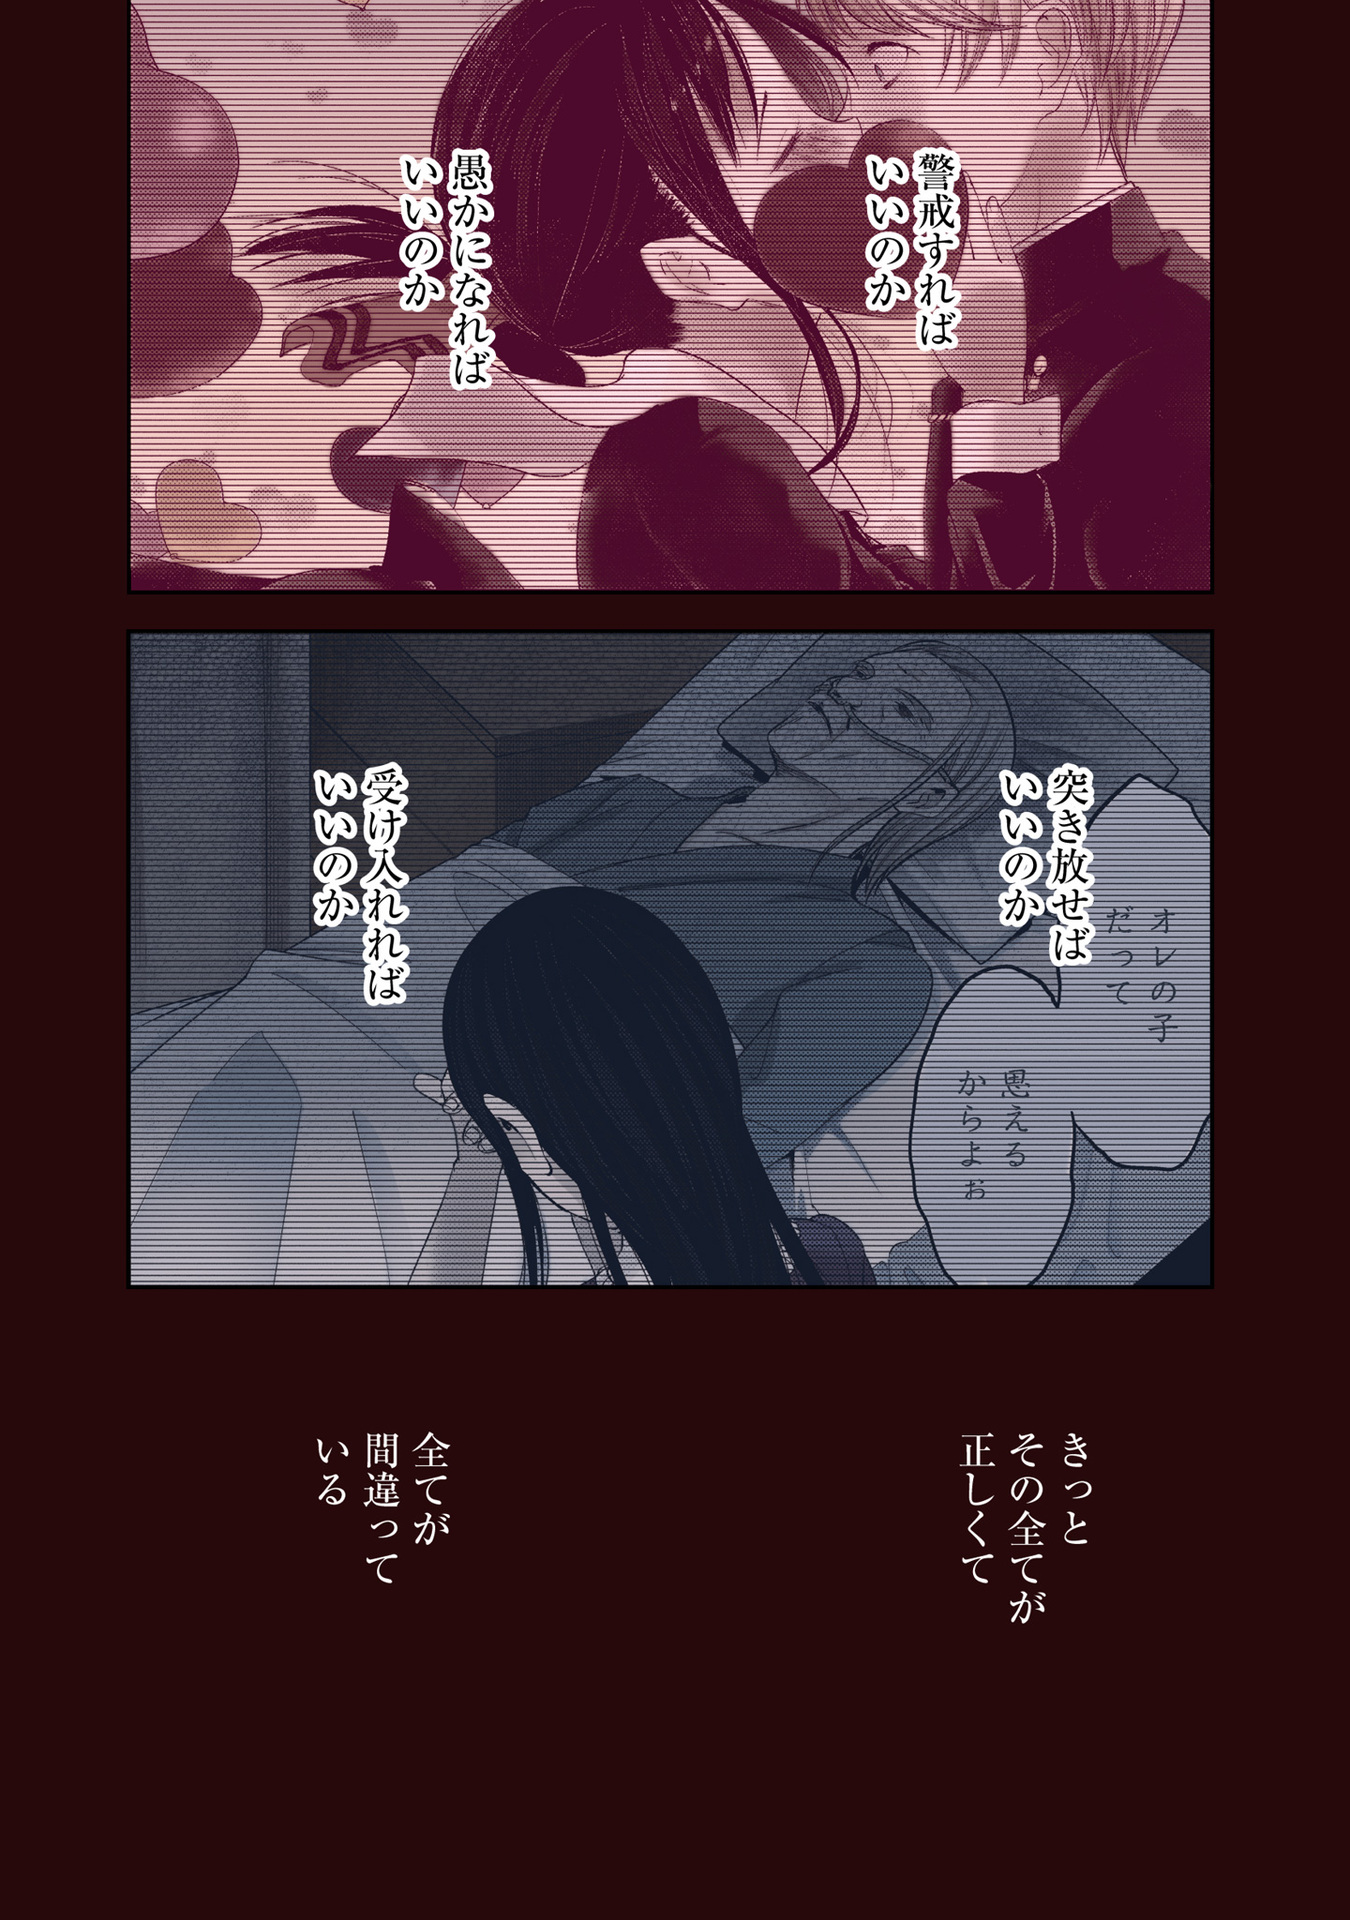 警戒すれば
いいのか
愚かになれば
いいのか
突き放せば
いいのか
オレの子
だって
思える
からよぉ
受け入れれば
いいのか
きっと
その全てが
正しくて
全てが
間違って
いる